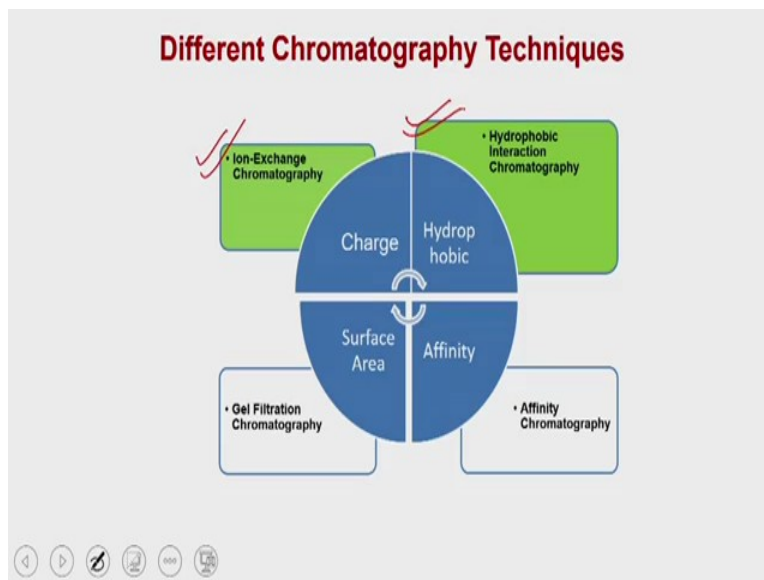 Different Chromatography Techniques
• Ion-Exchange
Chromatography
• Hydrophobic
Interaction
Chromatography
Charge
Hydrop
hobic
Surface
Area
Affinity
• Gel Filtration
Chromatography
• Affinity
Chromatography